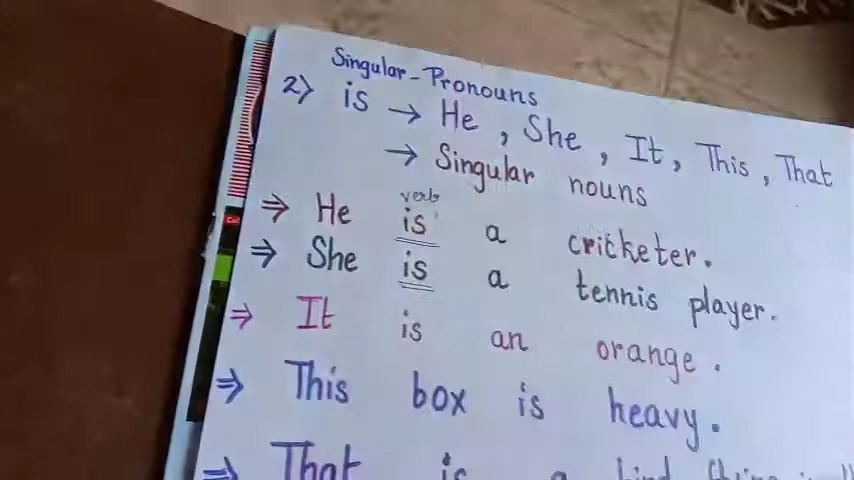 Singular-Pronouns
2) is → He, She, It, This, That
→ Singular nouns
verb
⇒ He is a cricketer.
⇒ She is a tennis player.
⇒ It is an orange.
⇒ This box is heavy.
⇒ That is a